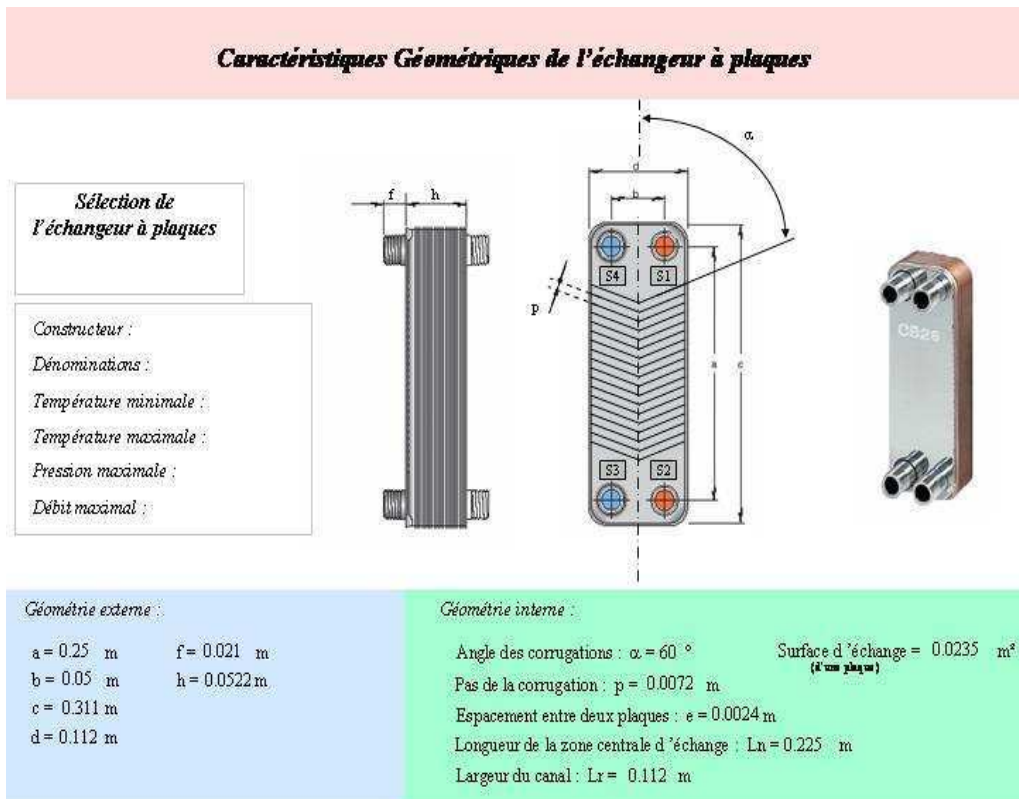 Caractéristiques Géométriques de l'échangeur à plaques
α
d
b
f
h
Sélection de
l'échangeur à plaques
S4
S1
p
a
c
CB26
Constructeur :
Dénominations :
Température minimale :
Température maximale :
Pression maximale :
Débit maximal :
S3
S2
Géométrie externe :
a = 0.25 m
f = 0.021 m
b = 0.05 m
h = 0.0522 m
c = 0.311 m
d = 0.112 m
Géométrie interne :
Angle des corrugations : α = 60 °
Surface d 'échange = 0.0235 m²
(d'une plaque)
Pas de la corrugation : p = 0.0072 m
Espacement entre deux plaques : e = 0.0024 m
Longueur de la zone centrale d 'échange : Ln = 0.225 m
Largeur du canal : Lr = 0.112 m